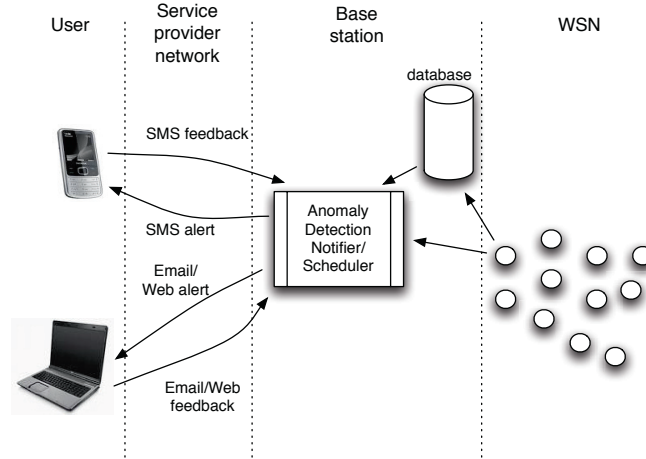 User
Service
provider
network
Base
station
WSN
database
SMS feedback
SMS alert
Anomaly
Detection
Notifier/
Scheduler
Email/
Web alert
Email/Web
feedback